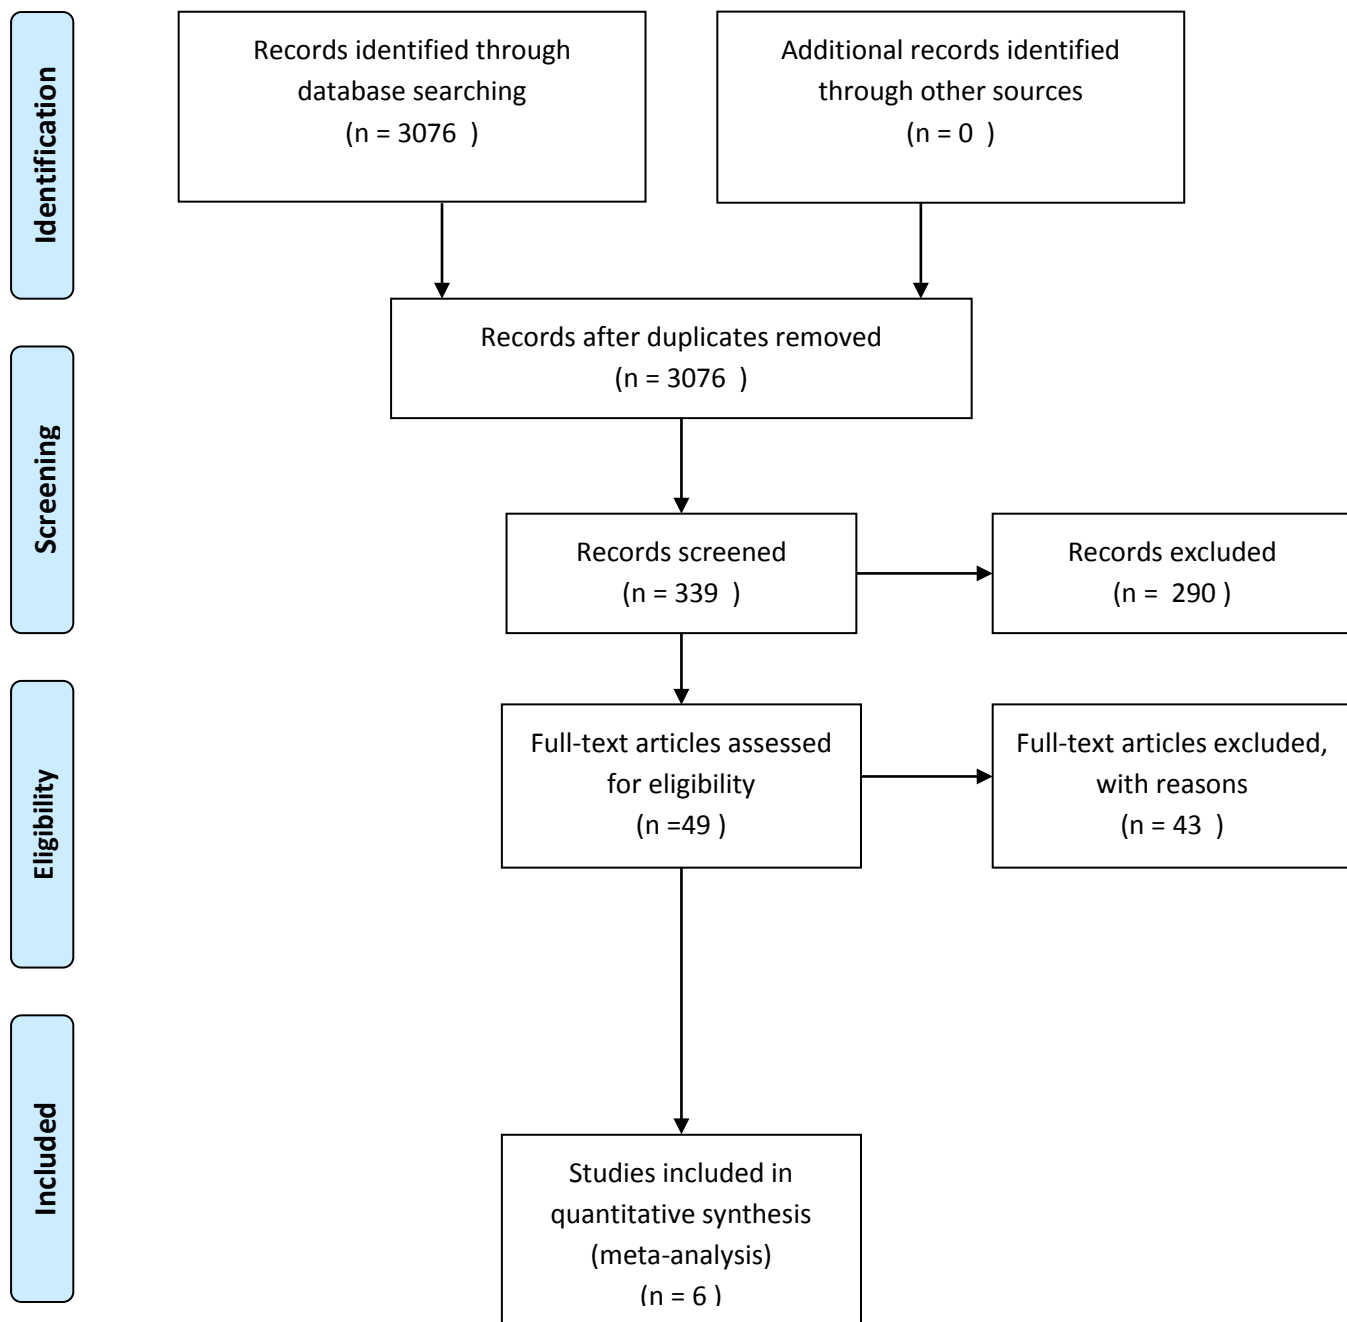 Identification
Records identified through
database searching
(n = 3076  )
Additional records identified
through other sources
(n = 0  )
Records after duplicates removed
(n = 3076  )
Screening
Records screened
(n = 339  )
Records excluded
(n =  290 )
Eligibility
Full-text articles assessed
for eligibility
(n =49 )
Full-text articles excluded,
with reasons
(n = 43  )
Included
Studies included in
quantitative synthesis
(meta-analysis)
(n = 6 )